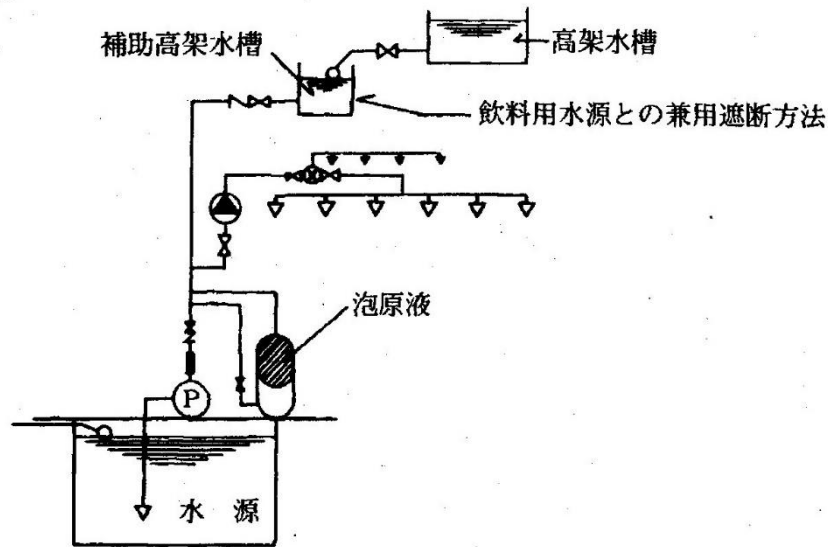 補助高架水槽
高架水槽
飲料用水源との兼用遮断方法
泡原液
P
水源